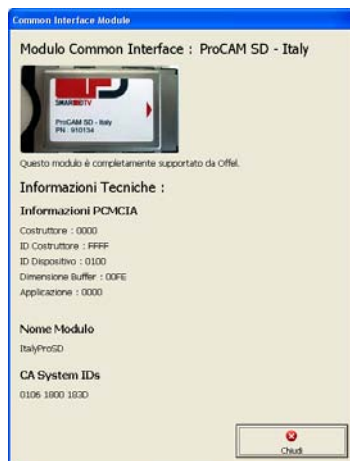 Common Interface Module
Modulo Common Interface : ProCAM SD - Italy
SMARDTV
ProCAM SD - Italy
PN : 910134
Questo modulo è completamente supportato da Offel.
Informazioni Tecniche :
Informazioni PCMCIA
Costruttore : 0000
ID Costruttore : FFFF
ID Dispositivo : 0100
Dimensione Buffer : 00FE
Applicazione : 0000
Nome Modulo
ItalyProSD
CA System IDs
0106 1800 183D
Chiudi